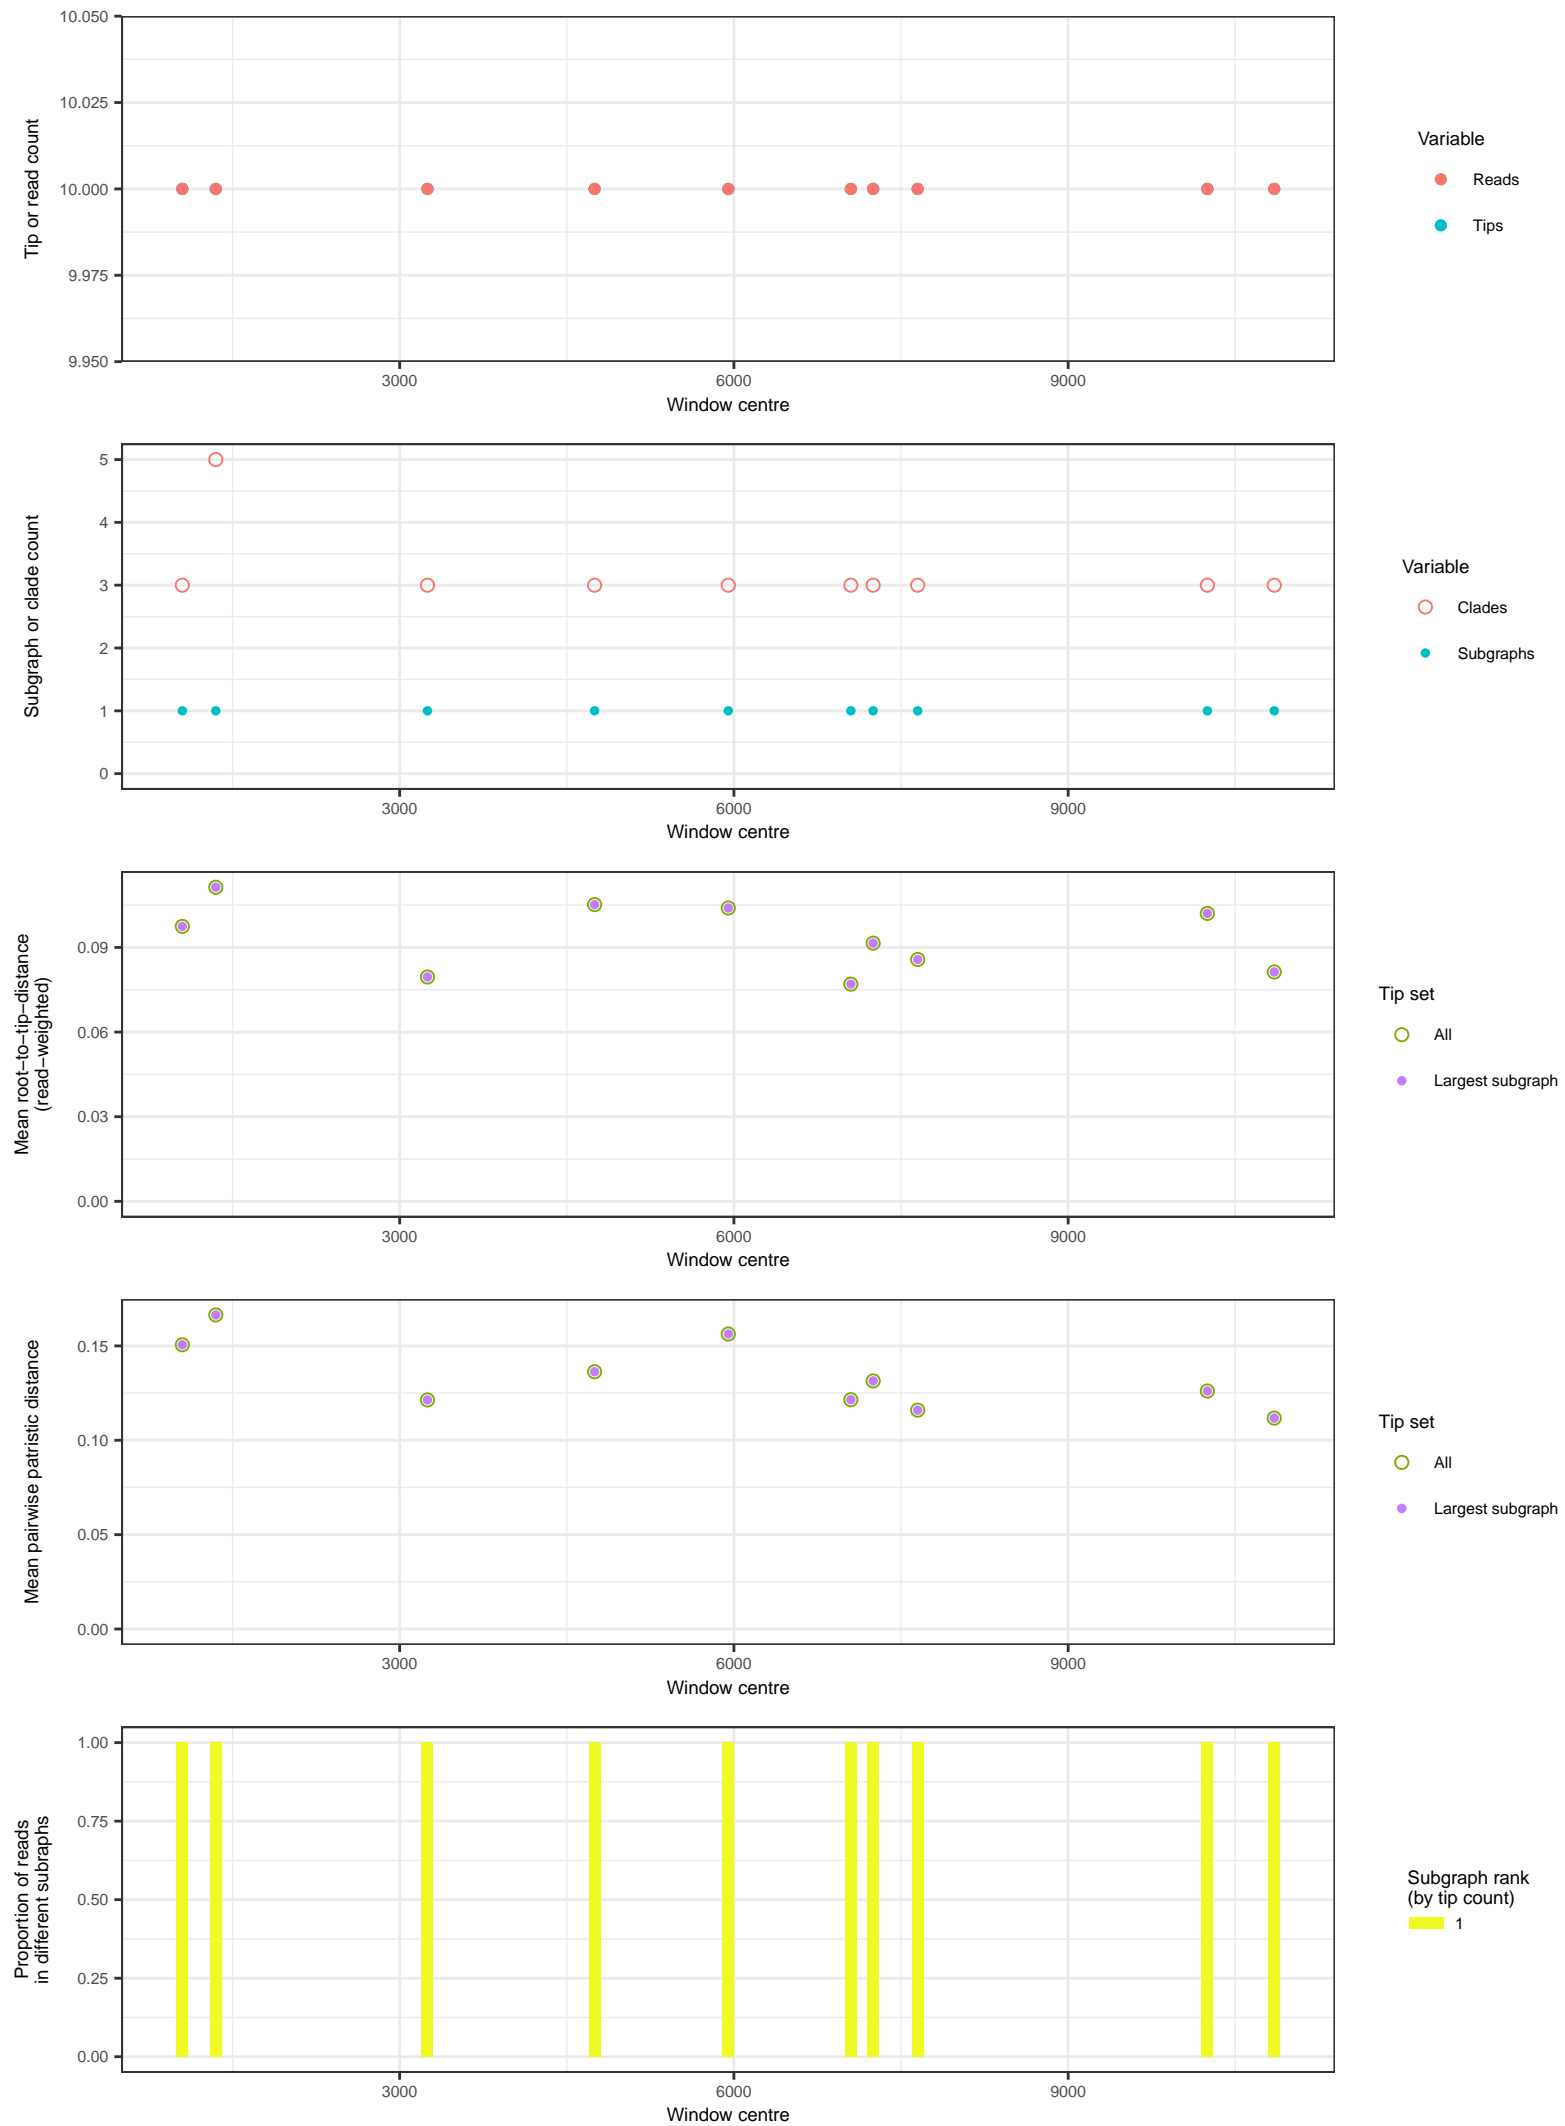 10.050
10.025
10.000
9.975
9.950
Tip or read count
3000
6000
9000
Window centre
Variable
Reads
Tips
5
4
3
2
1
0
Subgraph or clade count
3000
6000
9000
Window centre
Variable
Clades
Subgraphs
0.09
0.06
0.03
0.00
Mean root−to−tip−distance
(read−weighted)
3000
6000
9000
Window centre
Tip set
All
Largest subgraph
0.15
0.10
0.05
0.00
Mean pairwise patristic distance
3000
6000
9000
Window centre
Tip set
All
Largest subgraph
1.00
0.75
0.50
0.25
0.00
Proportion of reads
in different subraphs
3000
6000
9000
Window centre
Subgraph rank
(by tip count)
1